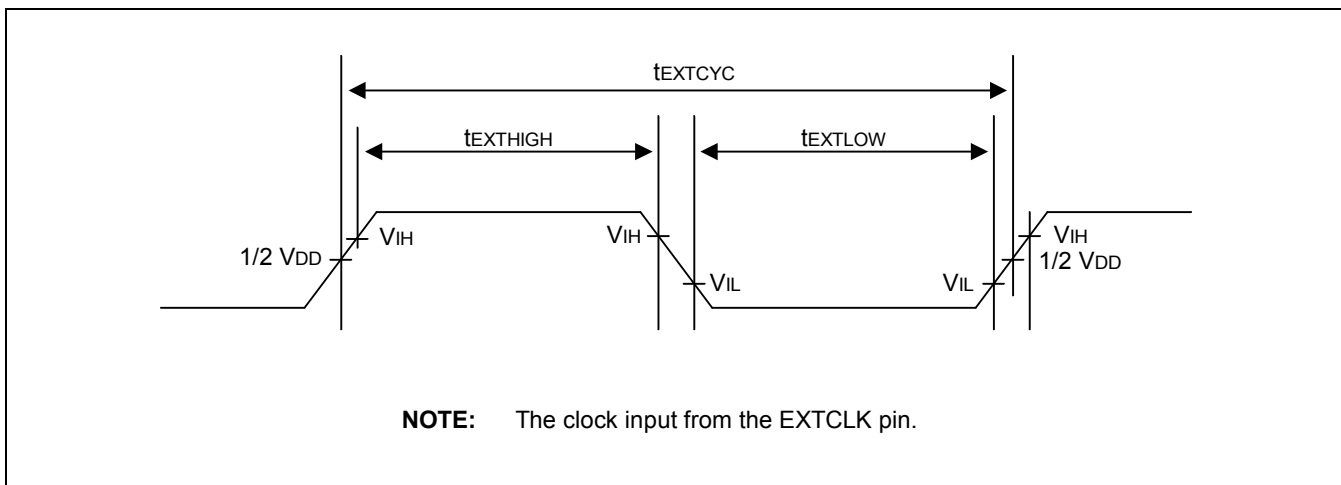 tEXTCYC
tEXTHIGH
tEXTLOW
VIH
VIH
VIH
1/2 VDD
1/2 VDD
VIL
VIL
NOTE: The clock input from the EXTCLK pin.